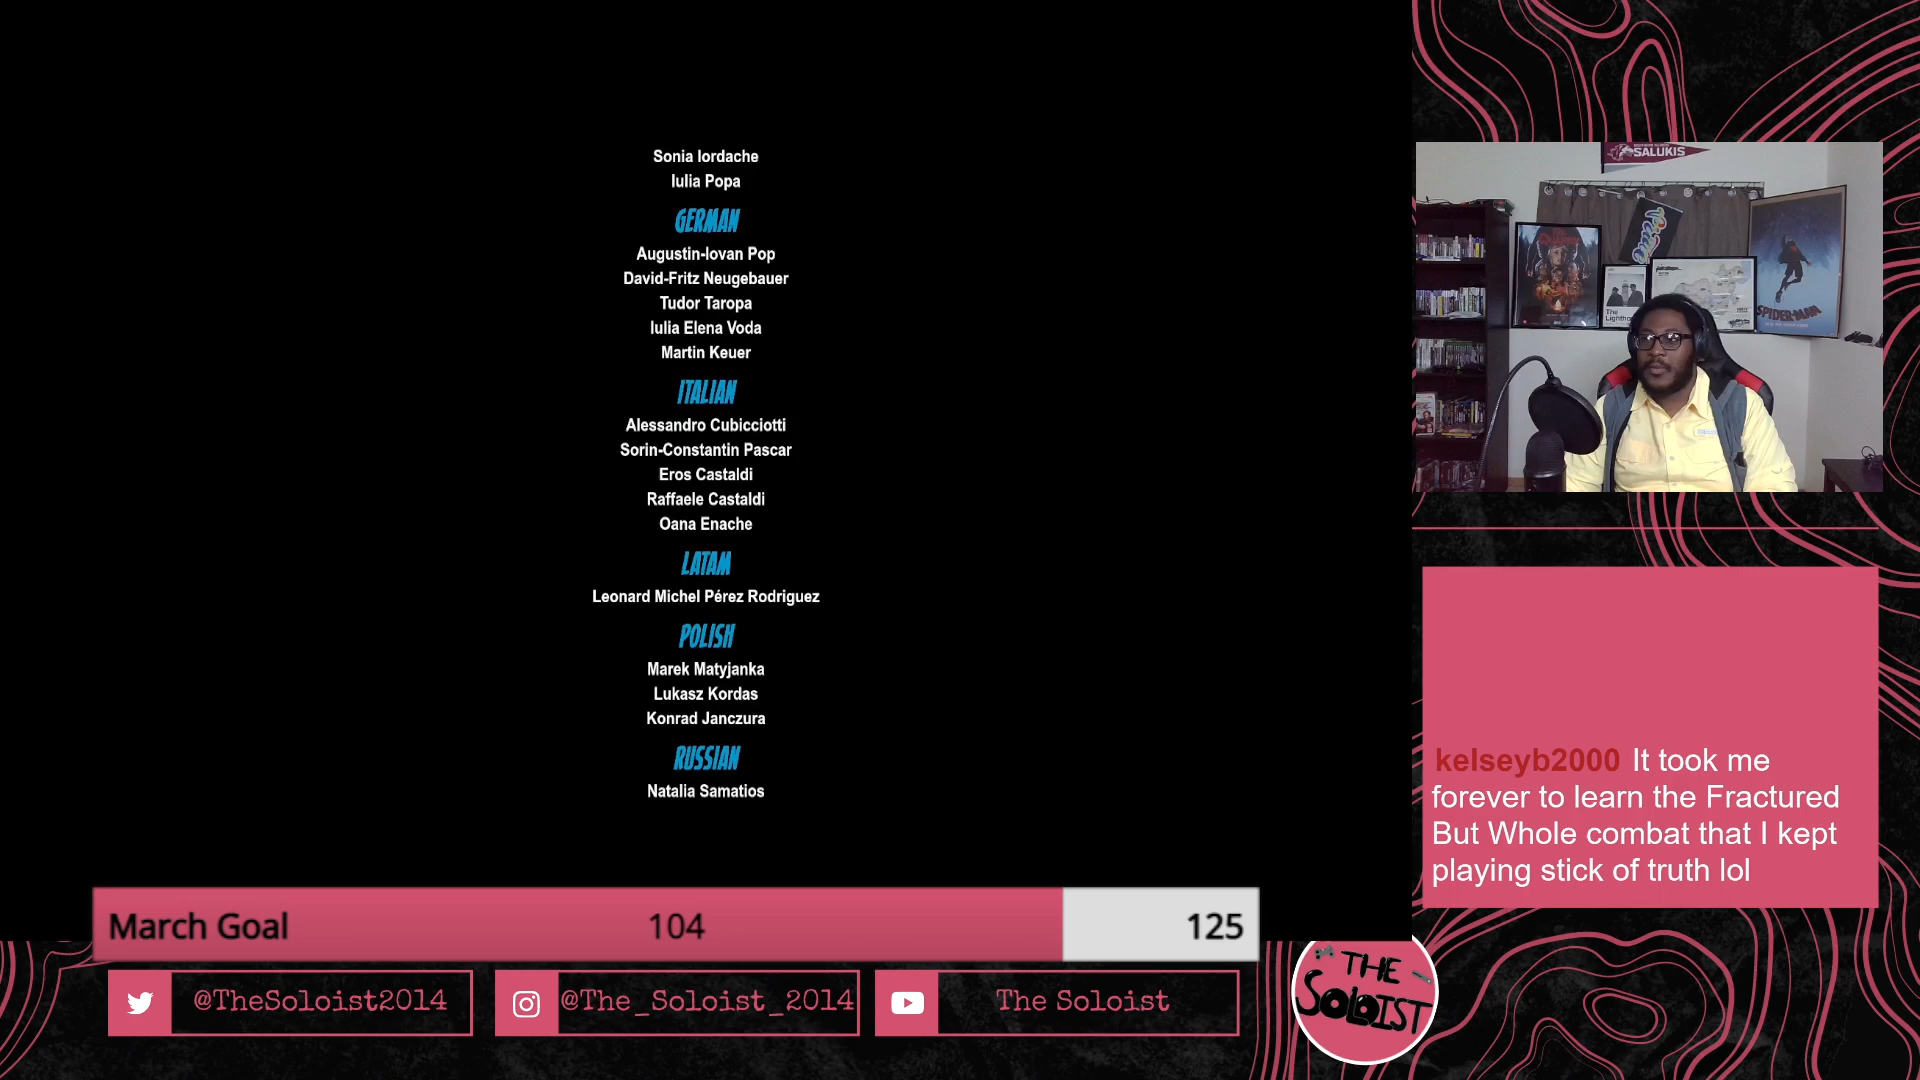 Sonia Iordache
Iulia Popa
GERMAN
Augustin-Iovan Pop
David-Fritz Neugebauer
Tudor Taropa
Iulia Elena Voda
Martin Keuer
ITALIAN
Alessandro Cubicciotti
Sorin-Constantin Pascar
Eros Castaldi
Raffaele Castaldi
Oana Enache
LATAM
Leonard Michel Pérez Rodriguez
POLISH
Marek Matyjanka
Lukasz Kordas
Konrad Janczura
RUSSIAN
Natalia Samatios
SALUKIS
The
SPIDER-MAN
kelseyb2000 It took me
forever to learn the Fractured
But Whole combat that I kept
playing stick of truth lol
March Goal 104 125
@TheSoloist2014
@The_Soloist_2014
The Soloist
THE
SOLOIST